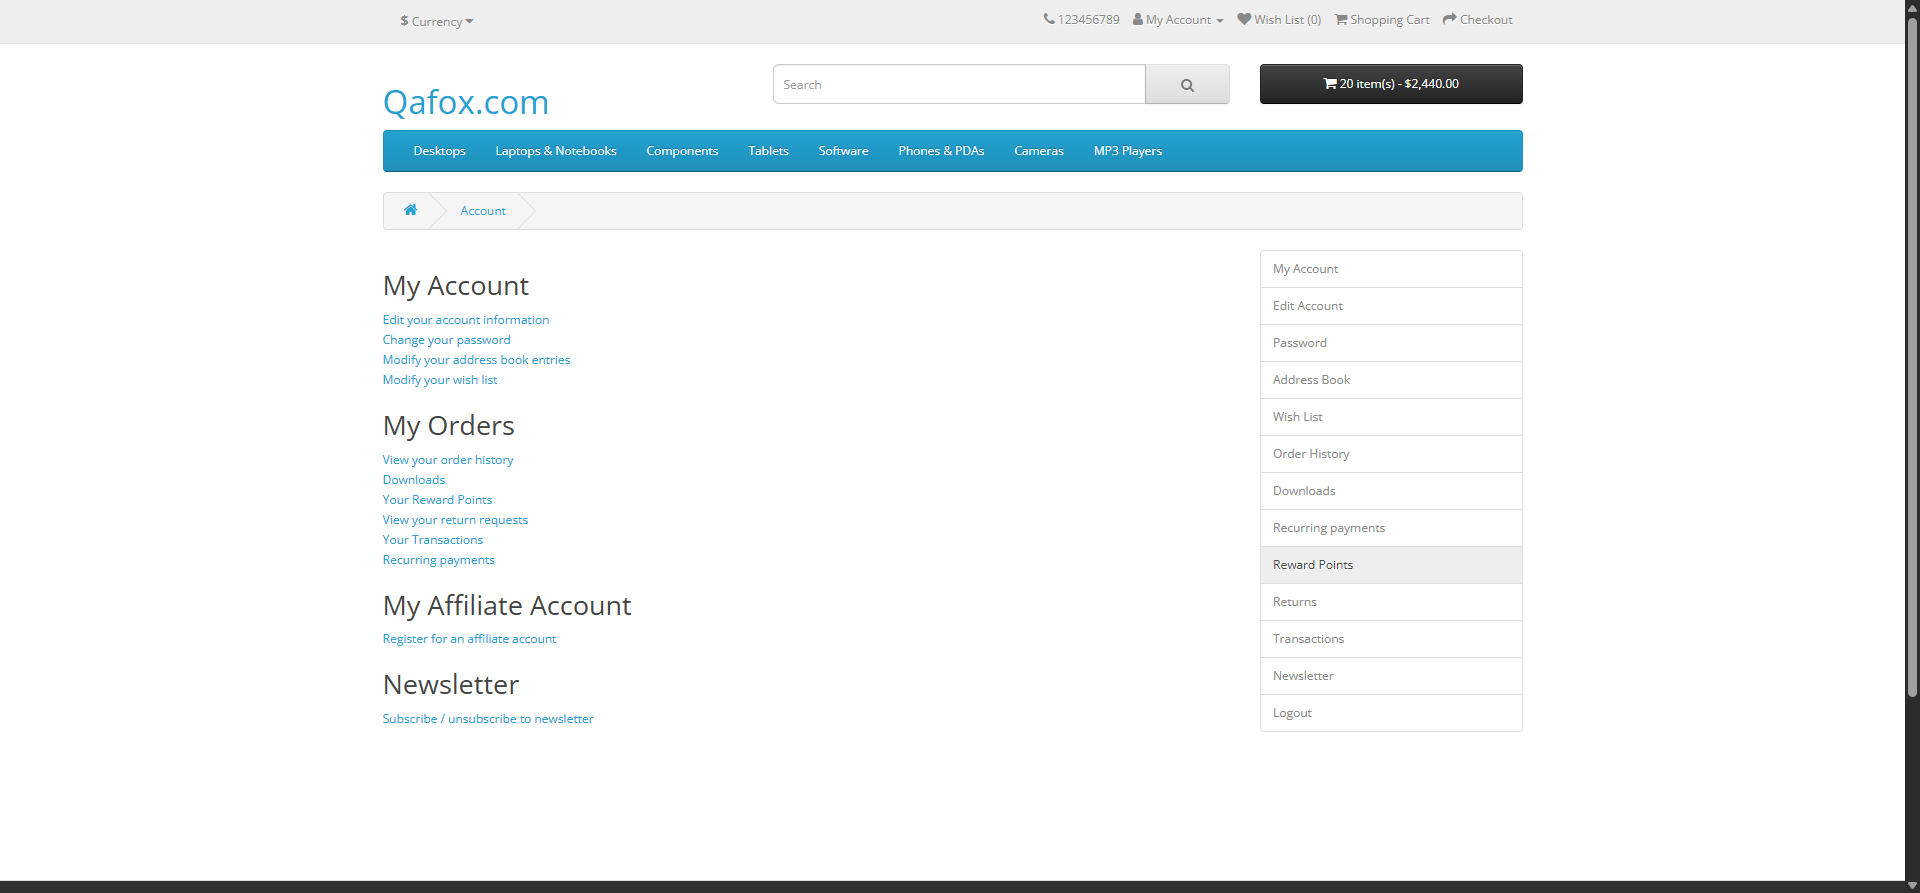 $ Currency
123456789 My Account Wish List (0) Shopping Cart Checkout
Qafox.com
Search
20 item(s) - $2,440.00
Desktops Laptops & Notebooks Components Tablets Software Phones & PDAs Cameras MP3 Players
Account
My Account
Edit your account information
Change your password
Modify your address book entries
Modify your wish list
My Orders
View your order history
Downloads
Your Reward Points
View your return requests
Your Transactions
Recurring payments
My Affiliate Account
Register for an affiliate account
Newsletter
Subscribe / unsubscribe to newsletter
My Account
Edit Account
Password
Address Book
Wish List
Order History
Downloads
Recurring payments
Reward Points
Returns
Transactions
Newsletter
Logout